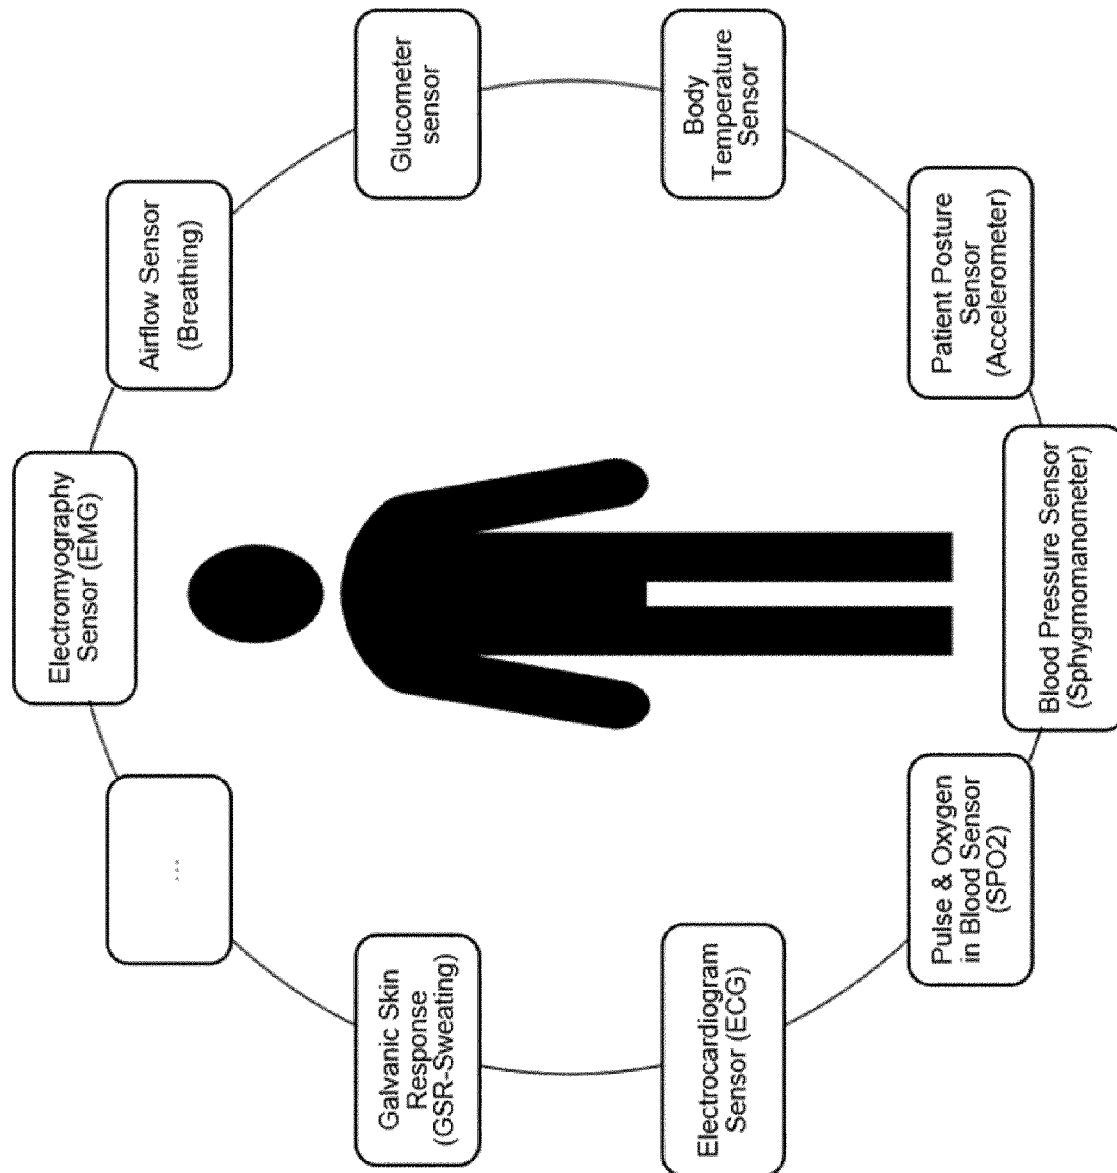 Electromyography
Sensor (EMG)
Airflow Sensor
(Breathing)
Glucometer
sensor
Body
Temperature
Sensor
Patient Posture
Sensor
(Accelerometer)
Blood Pressure Sensor
(Sphygmomanometer)
Pulse & Oxygen
in Blood Sensor
(SPO2)
Electrocardiogram
Sensor (ECG)
Galvanic Skin
Response
(GSR-Sweating)
...